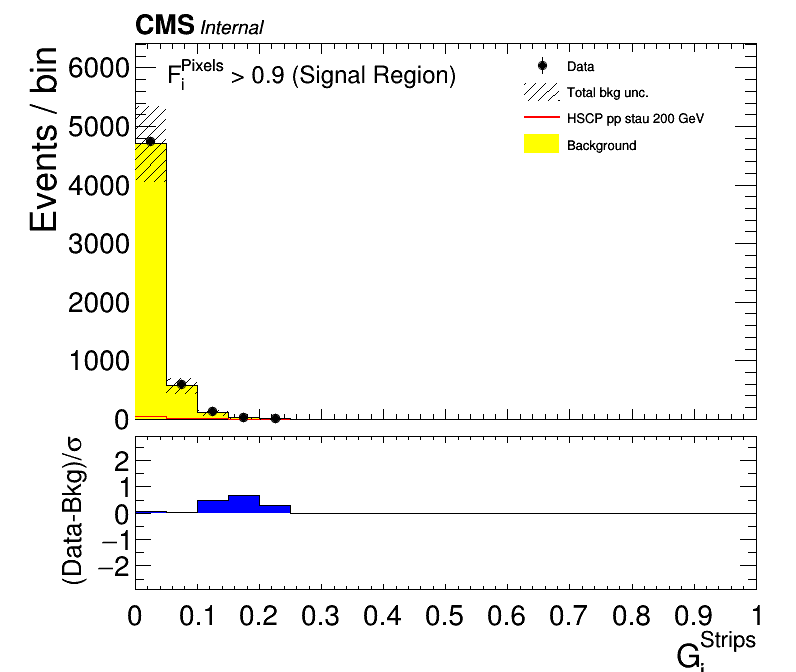 CMS Internal
F_i^Pixels > 0.9 (Signal Region)
Data
Total bkg unc.
HSCP pp stau 200 GeV
Background
Events / bin
6000
5000
4000
3000
2000
1000
0
(Data-Bkg)/σ
2
1
0
−1
−2
0 0.1 0.2 0.3 0.4 0.5 0.6 0.7 0.8 0.9 1
G_i^Strips